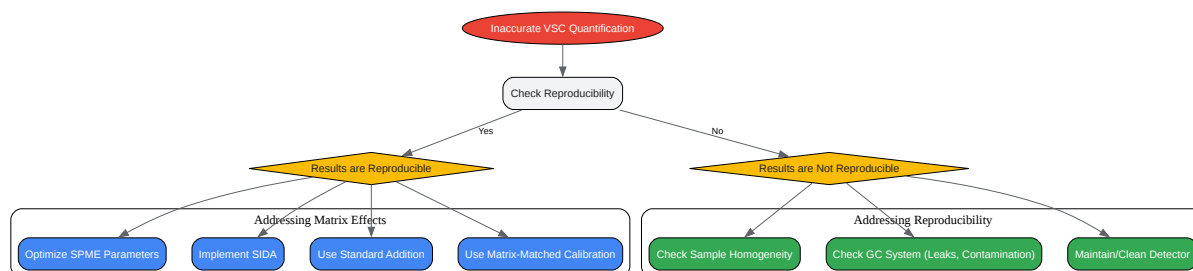 Inaccurate VSC Quantification
Check Reproducibility
Yes
No
Results are Reproducible
Results are Not Reproducible
Addressing Matrix Effects
Addressing Reproducibility
Optimize SPME Parameters
Implement SIDA
Use Standard Addition
Use Matrix-Matched Calibration
Check Sample Homogeneity
Check GC System (Leaks, Contamination)
Maintain/Clean Detector